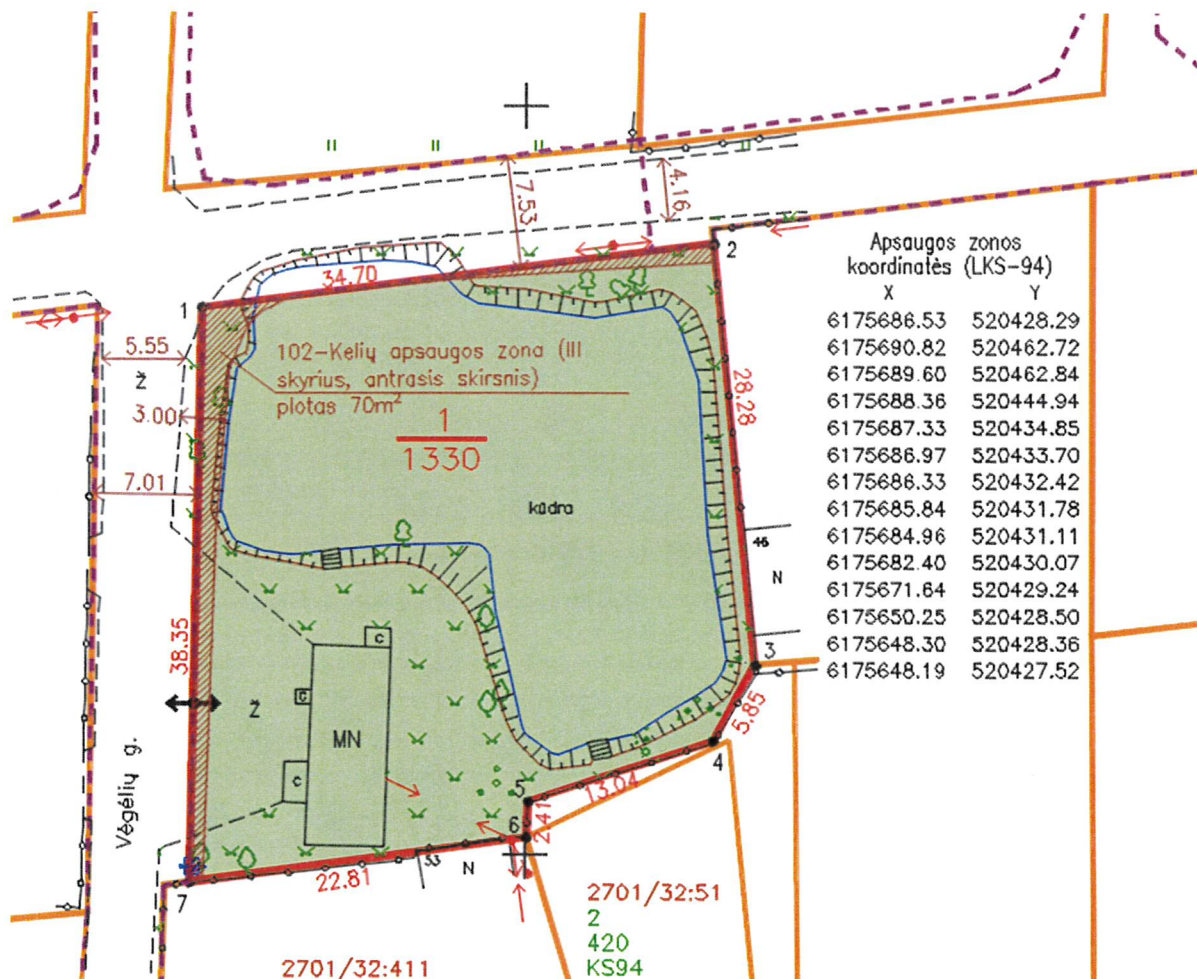 II II II II
7.53
4.16
2
34.70
1
Apsaugos zonos
koordinatės (LKS-94)
X Y
6175686.53 520428.29
6175690.82 520462.72
6175689.60 520462.84
6175688.36 520444.94
6175687.33 520434.85
6175686.97 520433.70
6175686.33 520432.42
6175685.84 520431.78
6175684.96 520431.11
6175682.40 520430.07
6175671.64 520429.24
6175650.25 520428.50
6175648.30 520428.36
6175648.19 520427.52
5.55
Ž
3.00
7.01
102-Kelių apsaugos zona (III
skyrius, antrasis skirsnis)
plotas 70m²
1
1330
kūdra
28.28
46
N
38.35
C
C
Ž
MN
C
3
5.85
4
13.04
5
2.41
6
Vėgėlių g.
7
22.81
53
N
2701/32:51
2
420
KS94
2701/32:411